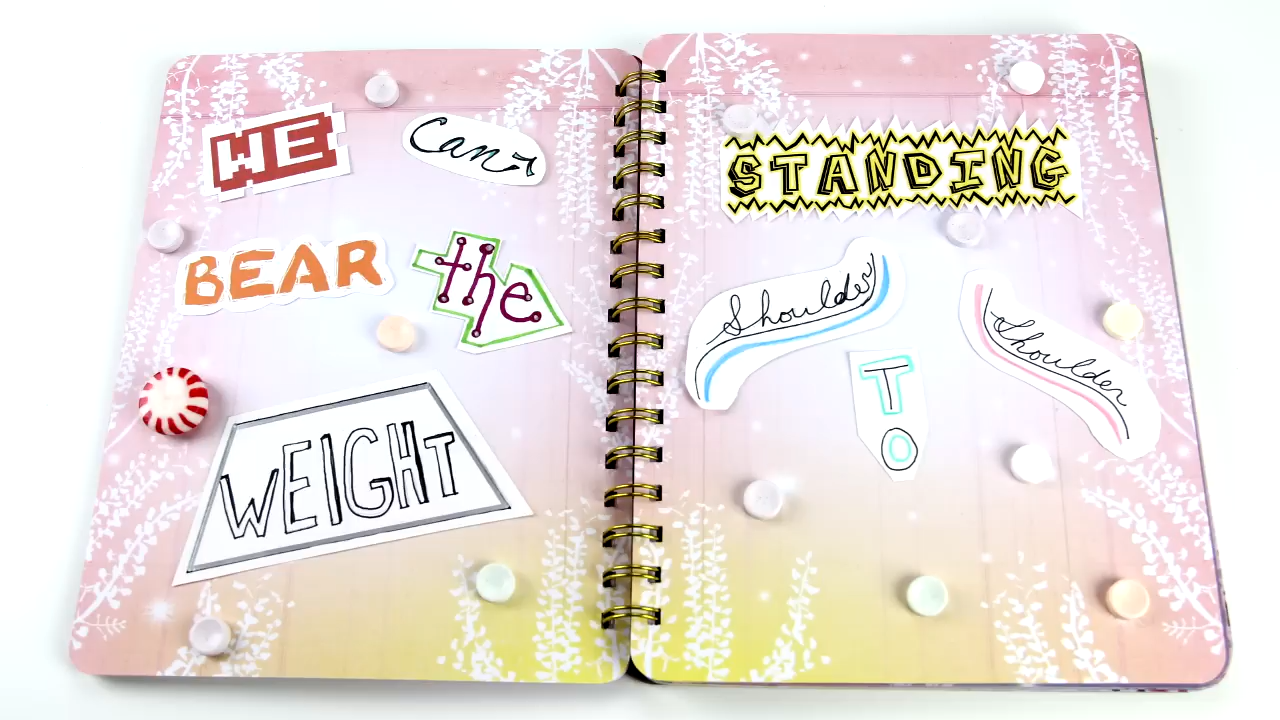 WE Can
BEAR the
WEIGHT
STANDING
Shoulder
TO
Shoulder